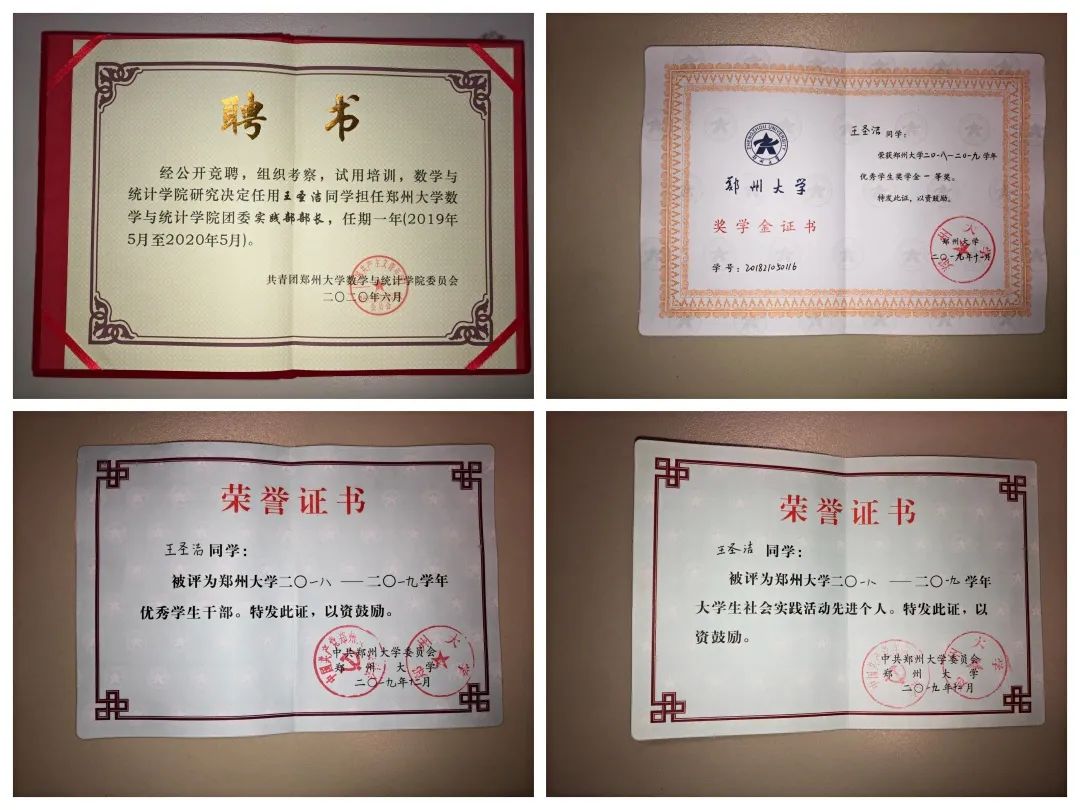 聘 书
经公开竞聘，组织考察，试用培训，数学与
统计学院研究决定任用王圣洁同学担任郑州大学数
学与统计学院团委实践部部长，任期一年(2019年
5月至2020年5月)。
共青团郑州大学数学与统计学院委员会
二〇二〇年六月
ZHENGZHOU UNIVERSITY
郑州大学
奖学金证书
学号：201821050116
王圣洁同学：
荣获郑州大学二〇一八—二〇一九学年
优秀学生奖学金一等奖。
特发此证，以资鼓励。
郑州大学
二〇一九年十一月
荣誉证书
王圣洁同学：
被评为郑州大学二〇一八——二〇一九学年
优秀学生干部。特发此证，以资鼓励。
中共郑州大学委员会
郑州大学
二〇一九年十二月
荣誉证书
王圣洁 同学：
被评为郑州大学二〇一八——二〇一九学年
大学生社会实践活动先进个人。特发此证，以
资鼓励。
中共郑州大学委员会
郑州大学
二〇一九年十二月